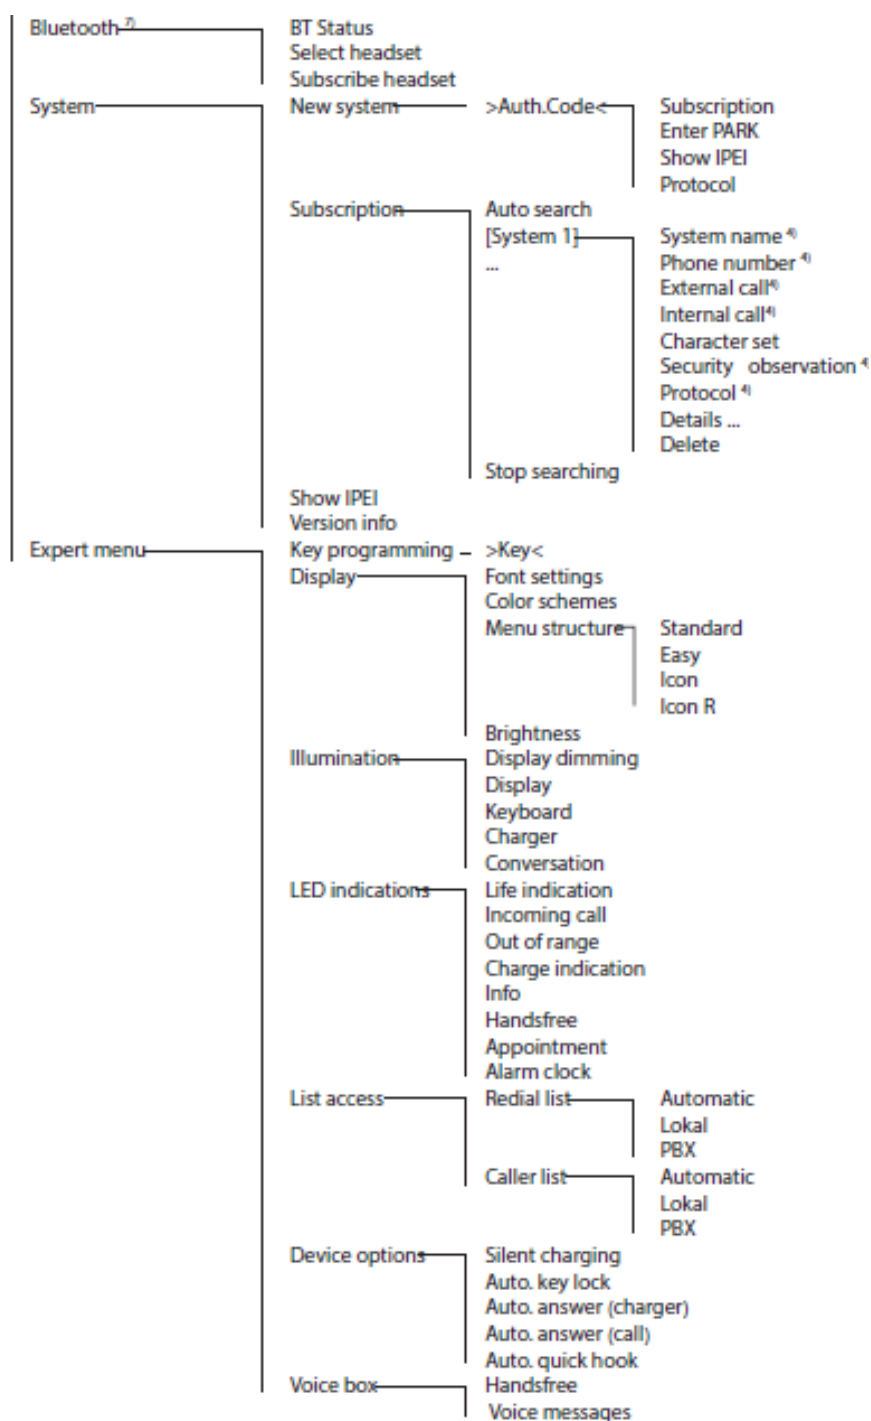 Bluetooth 7) BT Status
Select headset
Subscribe headset
System New system >Auth.Code< Subscription
Enter PARK
Show IPEI
Protocol
Subscription Auto search
[System 1] System name 4)
... Phone number 4)
External call4)
Internal call4)
Character set
Security observation 4)
Protocol 4)
Details ...
Delete
Stop searching
Show IPEI
Version info
Expert menu Key programming – >Key<
Display Font settings
Color schemes
Menu structure Standard
Easy
Icon
Icon R
Brightness
Illumination Display dimming
Display
Keyboard
Charger
Conversation
LED indications Life indication
Incoming call
Out of range
Charge indication
Info
Handsfree
Appointment
Alarm clock
List access Redial list Automatic
Lokal
PBX
Caller list Automatic
Lokal
PBX
Device options Silent charging
Auto. key lock
Auto. answer (charger)
Auto. answer (call)
Auto. quick hook
Voice box Handsfree
Voice messages